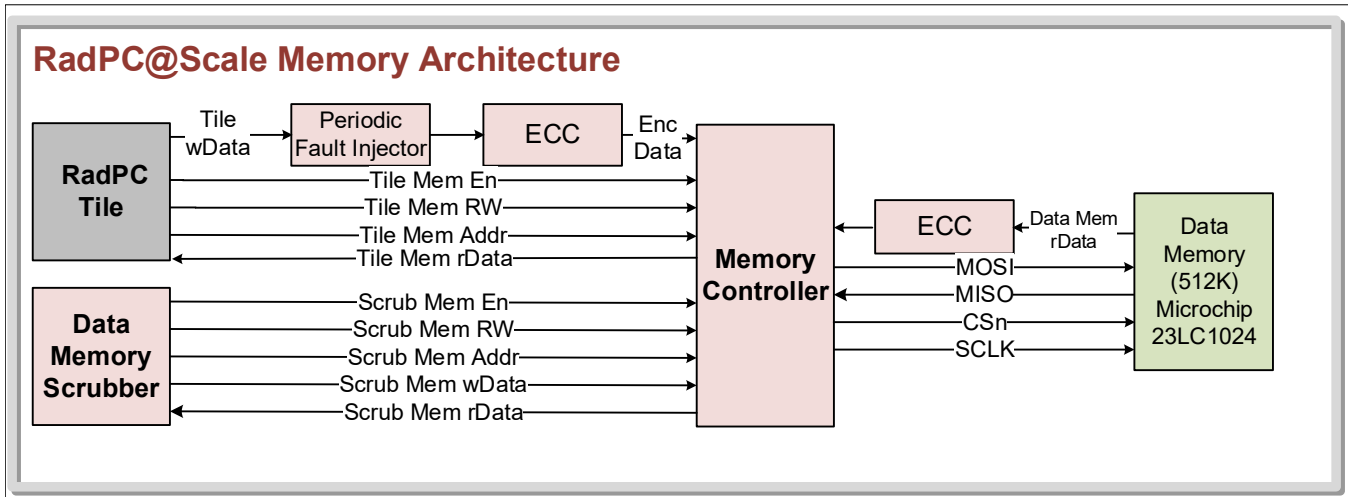 RadPC@Scale Memory Architecture
Tile
wData
Periodic
Fault Injector
ECC
Enc
Data
RadPC
Tile
Tile Mem En
Tile Mem RW
Tile Mem Addr
Tile Mem rData
Memory
Controller
ECC
Data Mem
rData
MOSI
MISO
CSn
SCLK
Data
Memory
(512K)
Microchip
23LC1024
Data
Memory
Scrubber
Scrub Mem En
Scrub Mem RW
Scrub Mem Addr
Scrub Mem wData
Scrub Mem rData